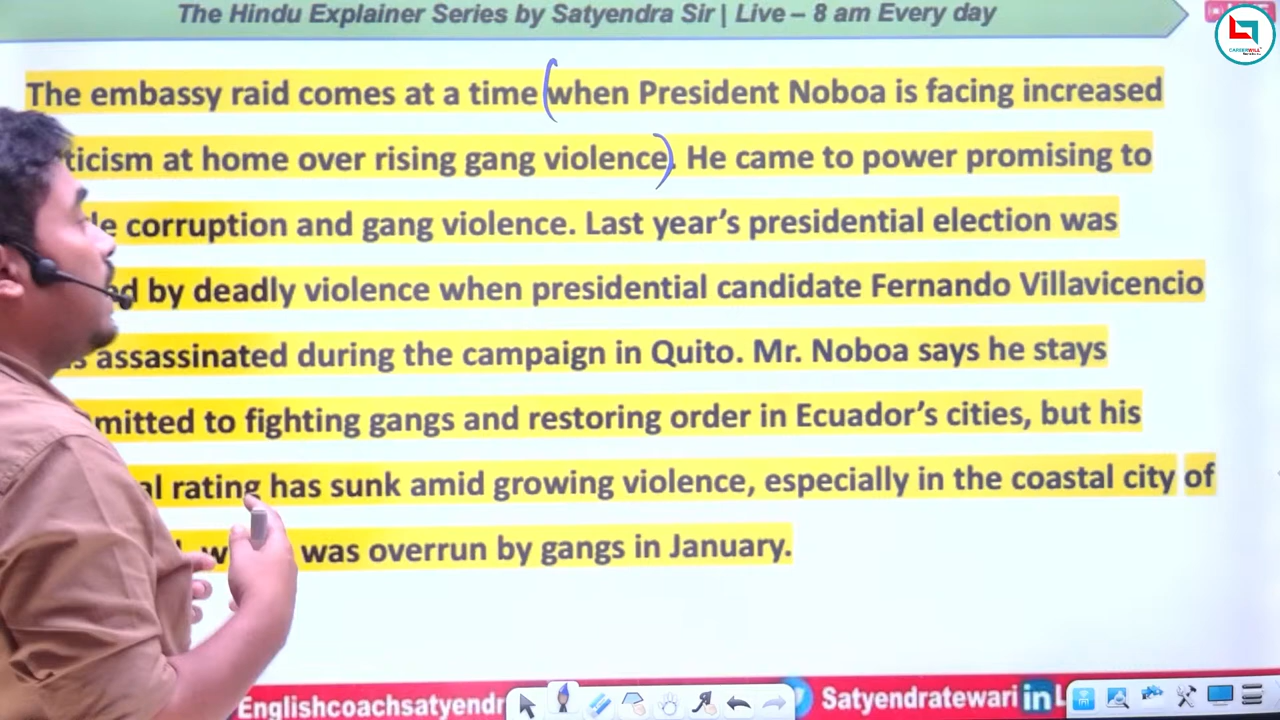 The Hindu Explainer Series by Satyendra Sir | Live – 8 am Every day
CAREERWILL
The embassy raid comes at a time (when President Noboa is facing increased
ticism at home over rising gang violence). He came to power promising to
le corruption and gang violence. Last year's presidential election was
ed by deadly violence when presidential candidate Fernando Villavicencio
s assassinated during the campaign in Quito. Mr. Noboa says he stays
mitted to fighting gangs and restoring order in Ecuador's cities, but his
al rating has sunk amid growing violence, especially in the coastal city of
was overrun by gangs in January.
Englishcoachsatyendr
Satyendratewari in